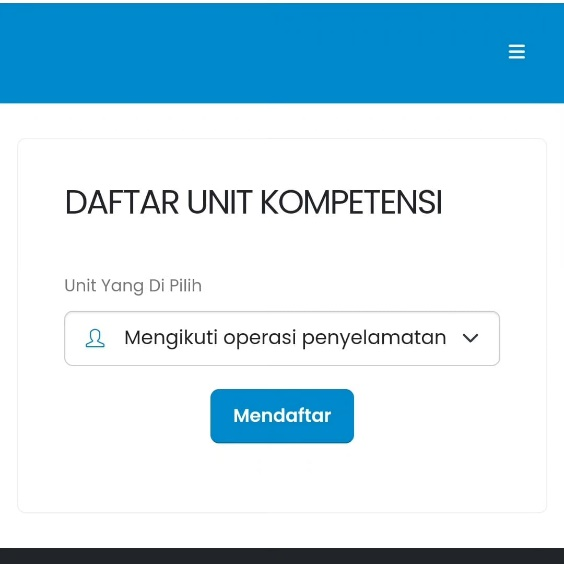 DAFTAR UNIT KOMPETENSI
Unit Yang Di Pilih
Mengikuti operasi penyelamatan
Mendaftar